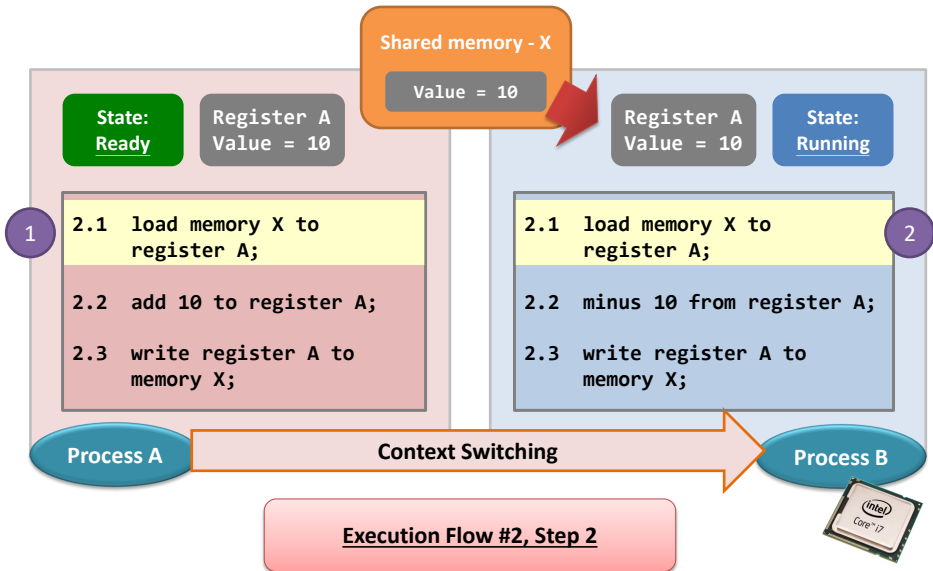 Shared memory - X
Value = 10
State:
Ready
Register A
Value = 10
Register A
Value = 10
State:
Running
1
2.1 load memory X to
register A;
2.2 add 10 to register A;
2.3 write register A to
memory X;
2
2.1 load memory X to
register A;
2.2 minus 10 from register A;
2.3 write register A to
memory X;
Process A
Context Switching
Process B
Execution Flow #2, Step 2
intel
Core™ i7